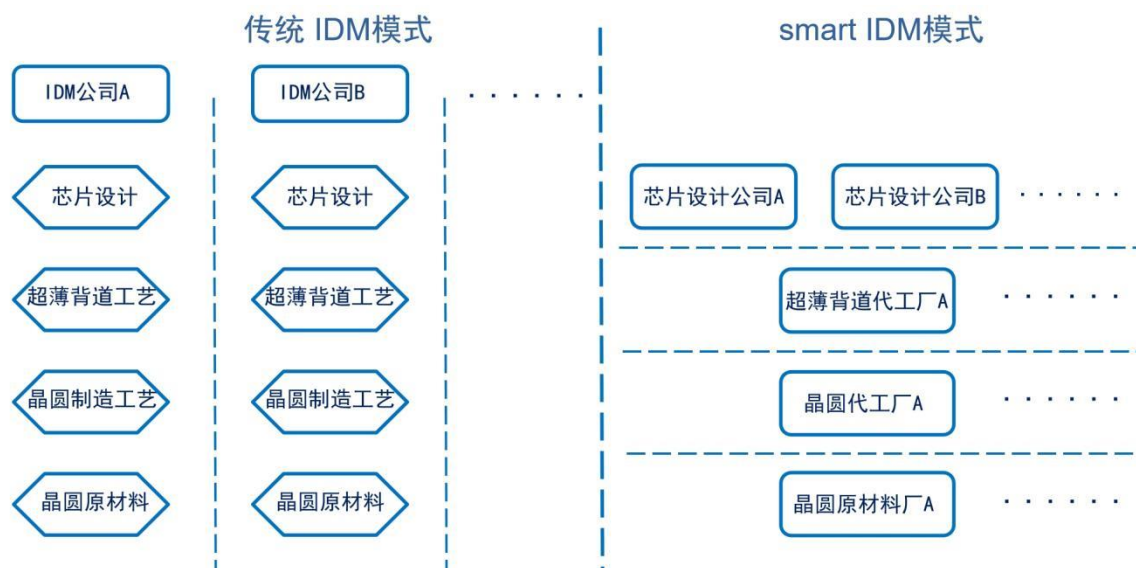 传统 IDM模式
smart IDM模式
IDM公司A
IDM公司B
· · · · · ·
芯片设计
芯片设计
芯片设计公司A
芯片设计公司B
· · · · · ·
超薄背道工艺
超薄背道工艺
超薄背道代工厂A
· · · · · ·
晶圆制造工艺
晶圆制造工艺
晶圆代工厂A
· · · · · ·
晶圆原材料
晶圆原材料
晶圆原材料厂A
· · · · · ·